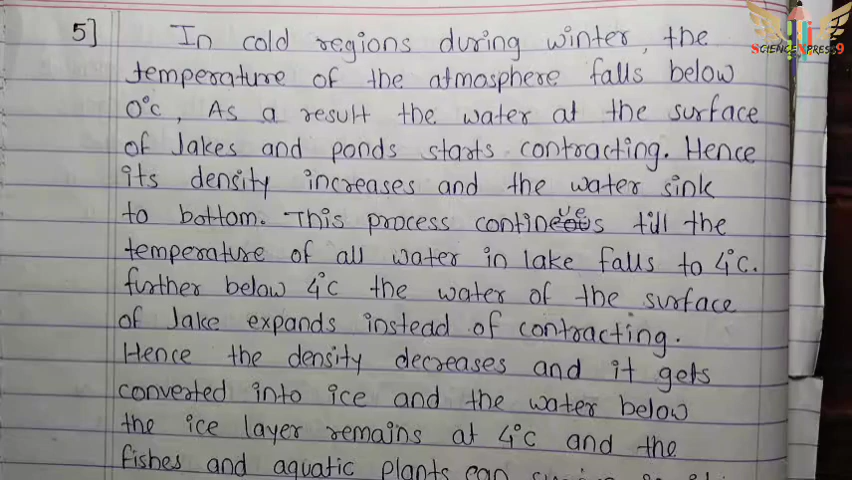 SCIENCEXPRESS9
5] In cold regions during winter, the
temperature of the atmosphere falls below
0°c, As a result the water at the surface
of lakes and ponds starts contracting. Hence
its density increases and the water sink
to bottom. This process continues till the
temperature of all water in lake falls to 4°c.
further below 4°c the water of the surface
of lake expands instead of contracting.
Hence the density decreases and it gets
converted into ice and the water below
the ice layer remains at 4°c and the
fishes and aquatic plants can